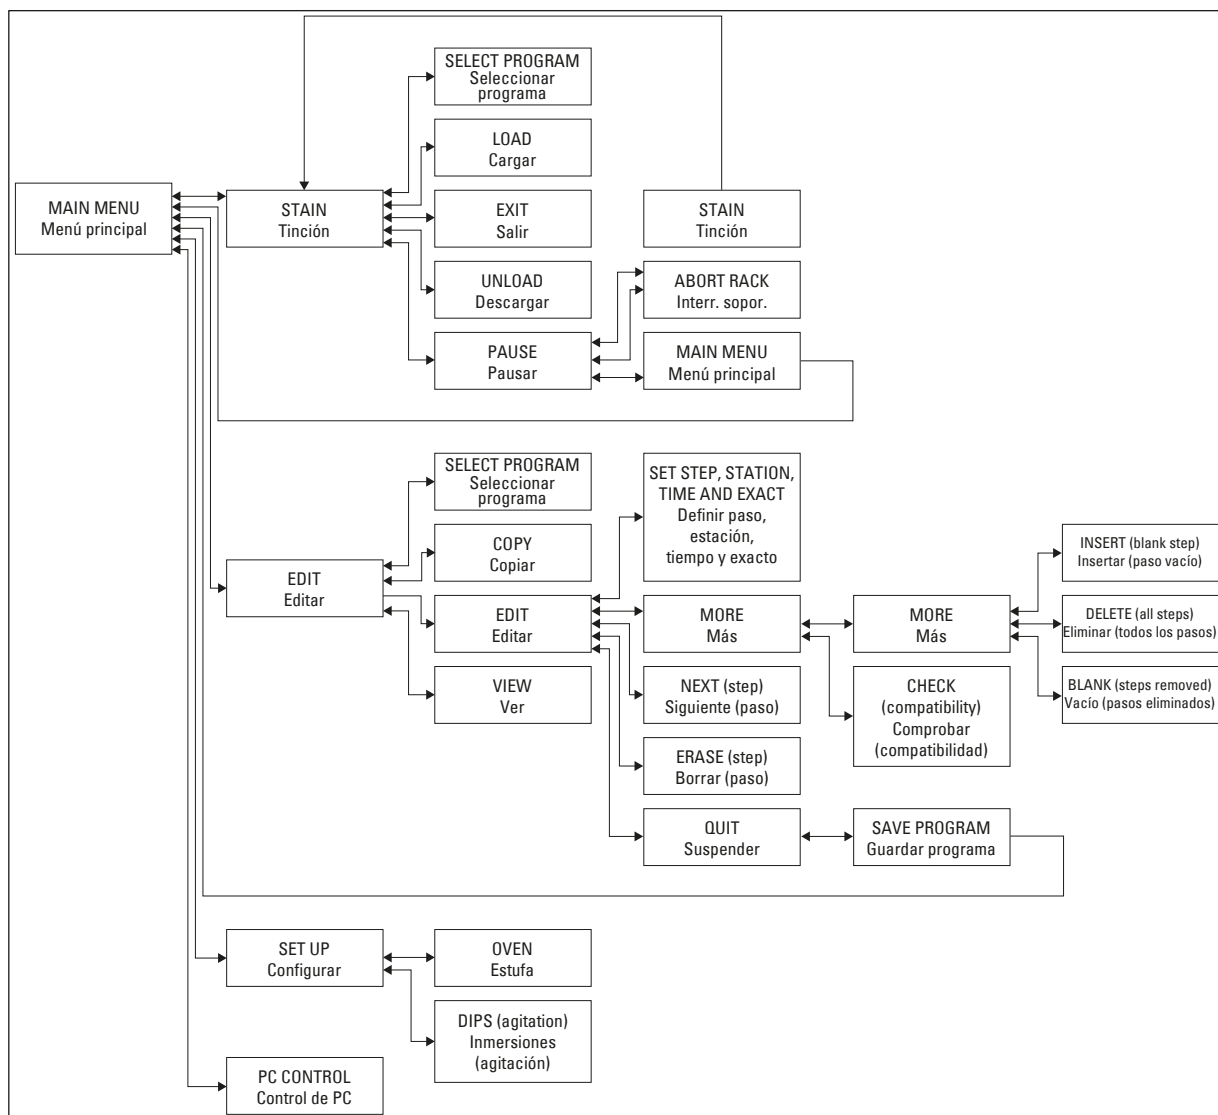 SELECT PROGRAM
Seleccionar
programa
LOAD
Cargar
MAIN MENU
Menú principal
STAIN
Tinción
EXIT
Salir
STAIN
Tinción
UNLOAD
Descargar
ABORT RACK
Interr. sopor.
PAUSE
Pausar
MAIN MENU
Menú principal
SELECT PROGRAM
Seleccionar
programa
SET STEP, STATION,
TIME AND EXACT
Definir paso,
estación,
tiempo y exacto
COPY
Copiar
INSERT (blank step)
Insertar (paso vacío)
EDIT
Editar
EDIT
Editar
MORE
Más
MORE
Más
DELETE (all steps)
Eliminar (todos los pasos)
VIEW
Ver
NEXT (step)
Siguiente (paso)
CHECK
(compatibility)
Comprobar
(compatibilidad)
BLANK (steps removed)
Vacío (pasos eliminados)
ERASE (step)
Borrar (paso)
QUIT
Suspender
SAVE PROGRAM
Guardar programa
SET UP
Configurar
OVEN
Estufa
DIPS (agitation)
Inmersiones
(agitación)
PC CONTROL
Control de PC